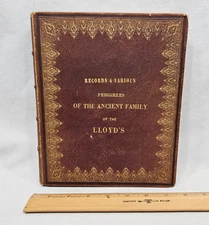 RECORDS & VARIOUS
PEDIGREES
OF THE ANCIENT FAMILY
OF THE
LLOYD'S